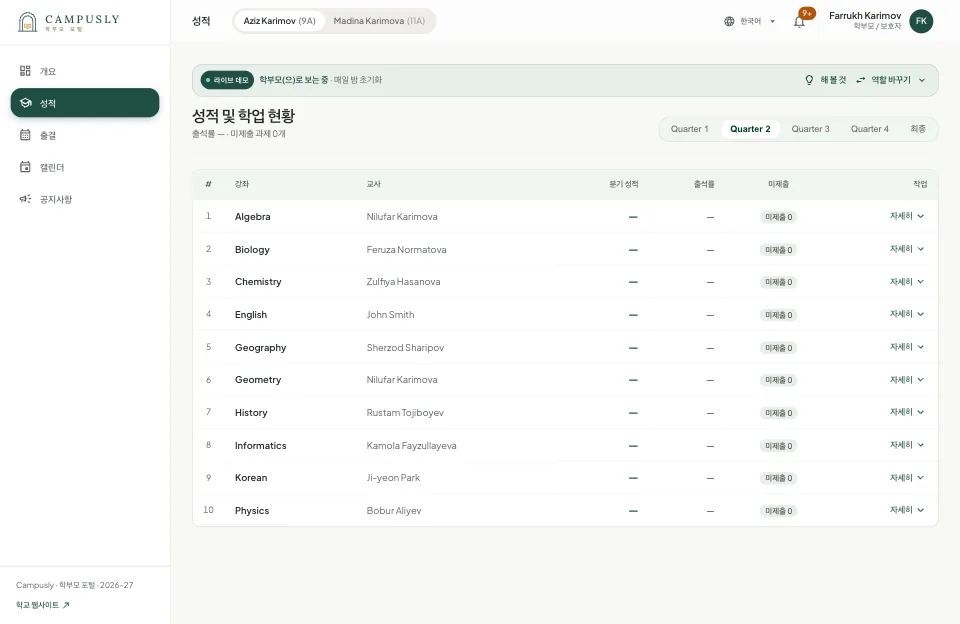 CAMPUSLY
학부모 포털
성적
Aziz Karimov (9A)
Madina Karimova (11A)
한국어
9+
Farrukh Karimov
학부모 / 보호자
FK
개요
성적
출결
캘린더
공지사항
라이브 데모
학부모(으)로 보는 중 · 매일 밤 초기화
해 볼 것
역할 바꾸기
성적 및 학업 현황
출석률 — · 미제출 과제 0개
Quarter 1
Quarter 2
Quarter 3
Quarter 4
최종
# 강좌 교사 분기 성적 출석률 미제출 작업
1 Algebra Nilufar Karimova — — 미제출 0 자세히
2 Biology Feruza Normatova — — 미제출 0 자세히
3 Chemistry Zulfiya Hasanova — — 미제출 0 자세히
4 English John Smith — — 미제출 0 자세히
5 Geography Sherzod Sharipov — — 미제출 0 자세히
6 Geometry Nilufar Karimova — — 미제출 0 자세히
7 History Rustam Tojiboyev — — 미제출 0 자세히
8 Informatics Kamola Fayzullayeva — — 미제출 0 자세히
9 Korean Ji-yeon Park — — 미제출 0 자세히
10 Physics Bobur Aliyev — — 미제출 0 자세히
Campusly · 학부모 포털 · 2026–27
학교 웹사이트